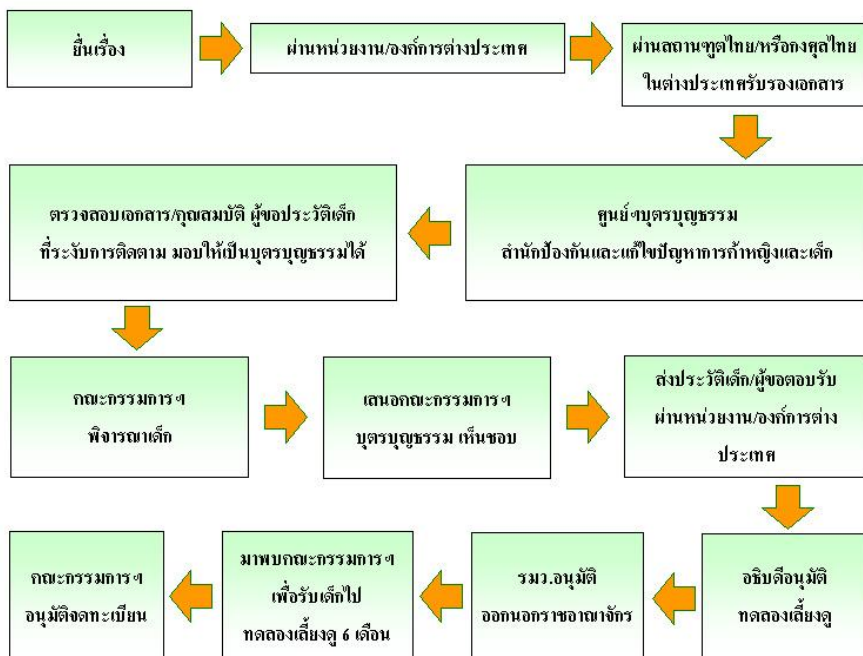 ยื่นเรื่อง
ผ่านหน่วยงาน/องค์การต่างประเทศ
ผ่านสถานฑูตไทย/หรือกงศุลไทย
ในต่างประเทศรับรองเอกสาร
ศูนย์ฯบุตรบุญธรรม
สำนักป้องกันและแก้ไขปัญหาการค้าหญิงและเด็ก
ตรวจสอบเอกสาร/คุณสมบัติ ผู้ขอประวัติเด็ก
ที่ระงับการติดตาม มอบให้เป็นบุตรบุญธรรมได้
คณะกรรมการฯ
พิจารณาเด็ก
เสนอคณะกรรมการฯ
บุตรบุญธรรม เห็นชอบ
ส่งประวัติเด็ก/ผู้ขอตอบรับ
ผ่านหน่วยงาน/องค์การต่าง
ประเทศ
อธิบดีอนุมัติ
ทดลองเลี้ยงดู
รมว.อนุมัติ
ออกนอกราชอาณาจักร
มาพบคณะกรรมการฯ
เพื่อรับเด็กไป
ทดลองเลี้ยงดู 6 เดือน
คณะกรรมการฯ
อนุมัติจดทะเบียน